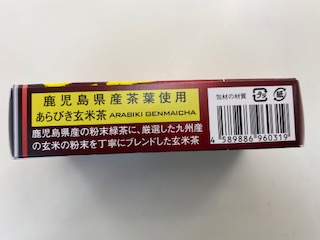 鹿児島県産茶葉使用
あらびき玄米茶 ARABIKI GENMAICHA
鹿児島県産の粉末緑茶に、厳選した九州産
の玄米の粉末を丁寧にブレンドした玄米茶
包材の材質
プラ 紙
4 589886 960319